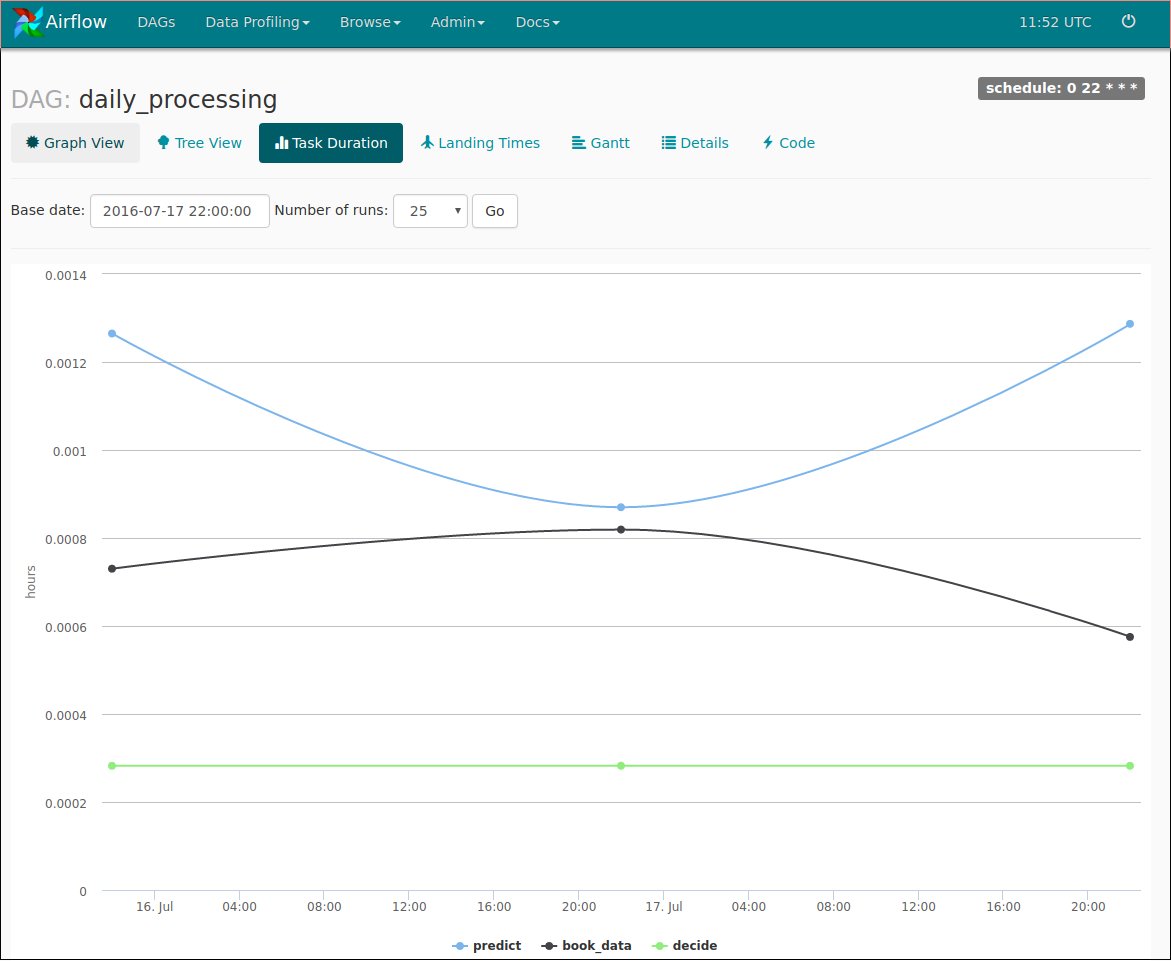 Airflow DAGs Data Profiling Browse Admin Docs 11:52 UTC
schedule: 0 22 * * *
DAG: daily_processing
Graph View Tree View Task Duration Landing Times Gantt Details Code
Base date: 2016-07-17 22:00:00 Number of runs: 25 Go
0.0014
0.0012
0.001
0.0008
hours
0.0006
0.0004
0.0002
0
16. Jul 04:00 08:00 12:00 16:00 20:00 17. Jul 04:00 08:00 12:00 16:00 20:00
predict book_data decide